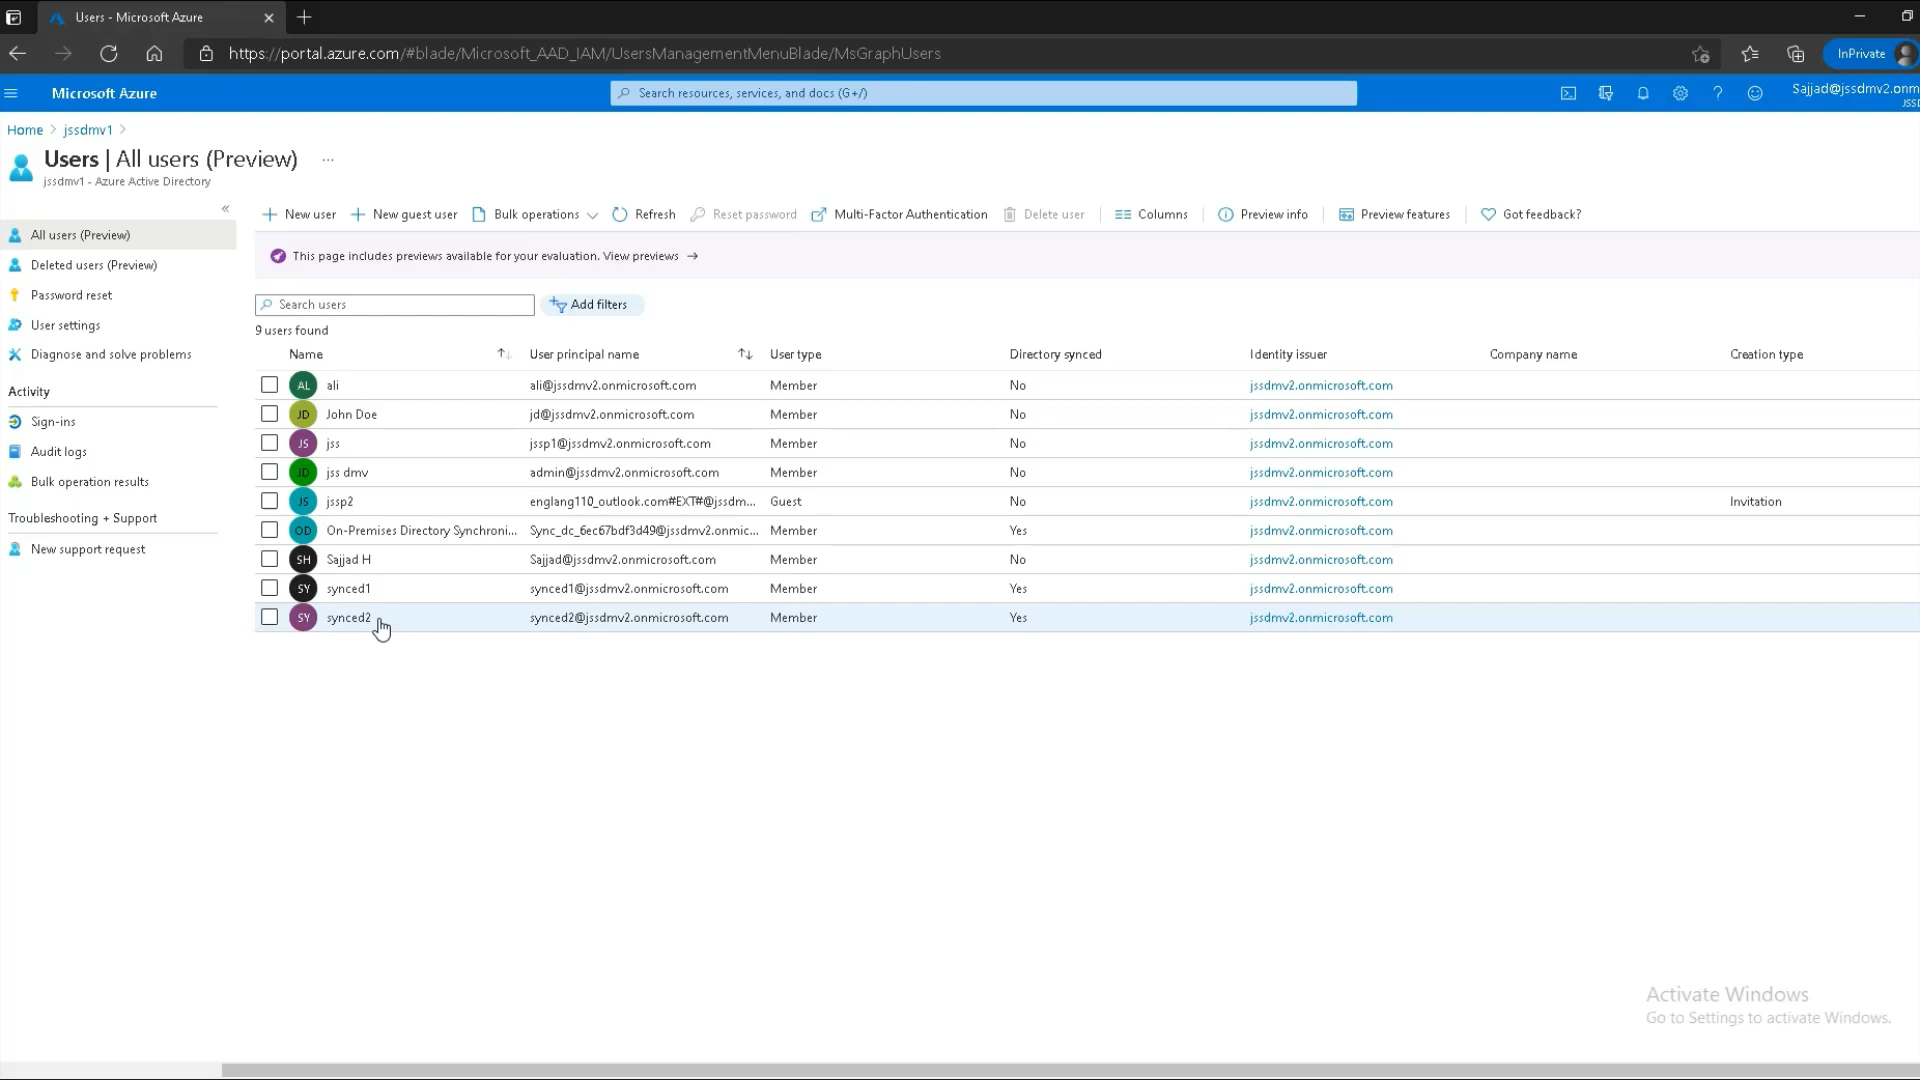 Users - Microsoft Azure
https://portal.azure.com/#blade/Microsoft_AAD_IAM/UsersManagementMenuBlade/MsGraphUsers
InPrivate
Microsoft Azure
Search resources, services, and docs (G+/)
Sajjad@jssdmv2.onm
JSSD
Home > jssdmv1 >
Users | All users (Preview) ...
jssdmv1 - Azure Active Directory
«
All users (Preview)
Deleted users (Preview)
Password reset
User settings
Diagnose and solve problems
Activity
Sign-ins
Audit logs
Bulk operation results
Troubleshooting + Support
New support request
New user
New guest user
Bulk operations
Refresh
Reset password
Multi-Factor Authentication
Delete user
Columns
Preview info
Preview features
Got feedback?
This page includes previews available for your evaluation. View previews →
Search users
Add filters
9 users found
Name User principal name User type Directory synced Identity issuer Company name Creation type
AL ali ali@jssdmv2.onmicrosoft.com Member No jssdmv2.onmicrosoft.com
JD John Doe jd@jssdmv2.onmicrosoft.com Member No jssdmv2.onmicrosoft.com
JS jss jssp1@jssdmv2.onmicrosoft.com Member No jssdmv2.onmicrosoft.com
JD jss dmv admin@jssdmv2.onmicrosoft.com Member No jssdmv2.onmicrosoft.com
JS jssp2 englang110_outlook.com#EXT#@jssdm... Guest No jssdmv2.onmicrosoft.com Invitation
OD On-Premises Directory Synchroni... Sync_dc_6ec67bdf3d49@jssdmv2.onmic... Member Yes jssdmv2.onmicrosoft.com
SH Sajjad H Sajjad@jssdmv2.onmicrosoft.com Member No jssdmv2.onmicrosoft.com
SY synced1 synced1@jssdmv2.onmicrosoft.com Member Yes jssdmv2.onmicrosoft.com
SY synced2 synced2@jssdmv2.onmicrosoft.com Member Yes jssdmv2.onmicrosoft.com
Activate Windows
Go to Settings to activate Windows.